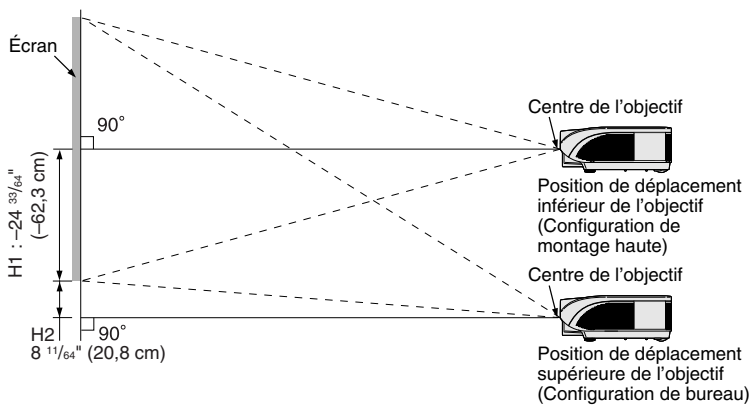 Écran
90°
Centre de l'objectif
H1 : –24 33/64"
(–62,3 cm)
Position de déplacement
inférieur de l'objectif
(Configuration de
montage haute)
Centre de l'objectif
H2
90°
8 11/64" (20,8 cm)
Position de déplacement
supérieure de l'objectif
(Configuration de bureau)